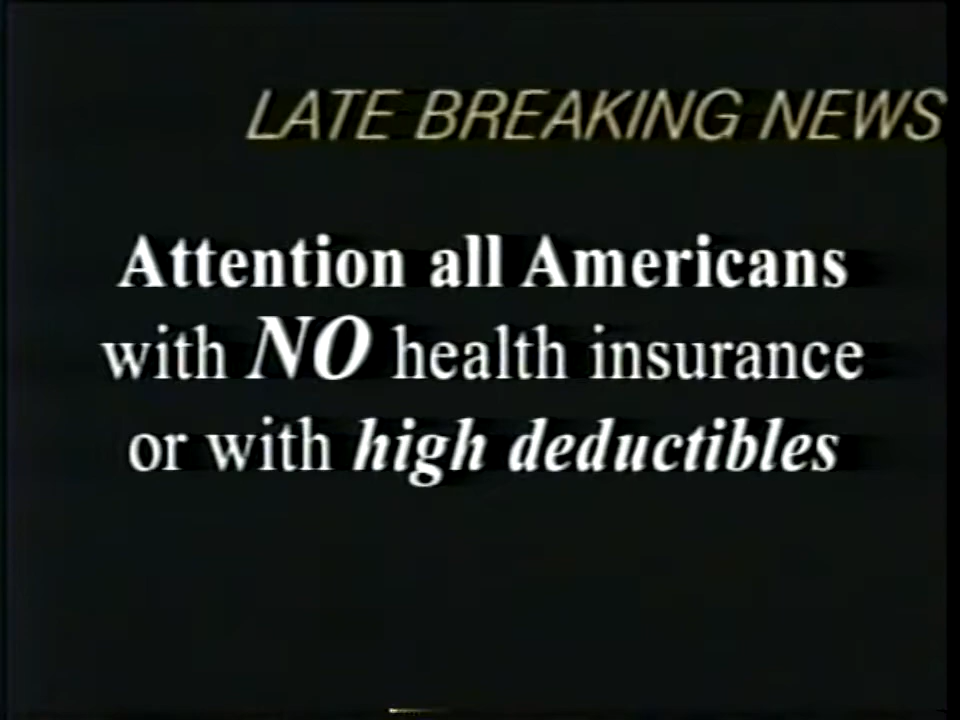 LATE BREAKING NEWS
Attention all Americans
with NO health insurance
or with high deductibles